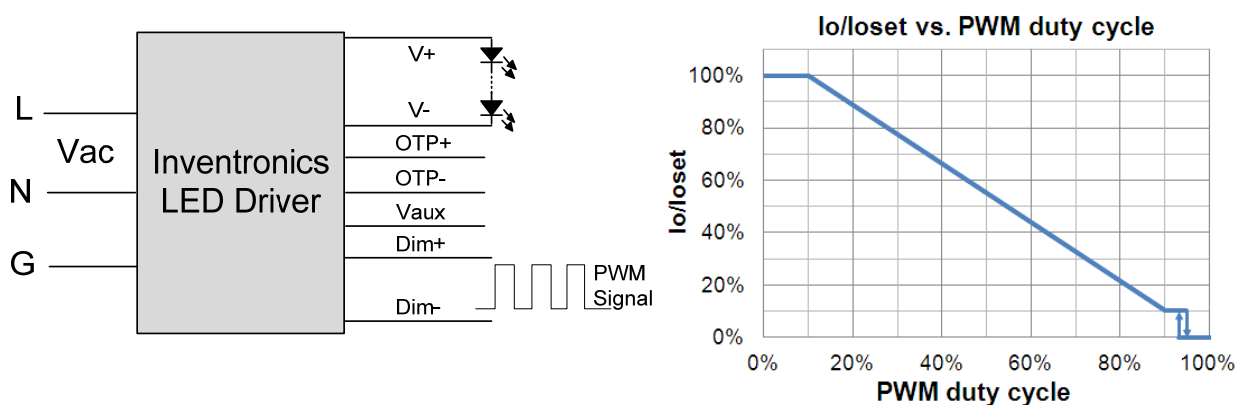 L
Vac
N
G
Inventronics
LED Driver
V+
V-
OTP+
OTP-
Vaux
Dim+
Dim-
PWM
Signal
Io/Ioset vs. PWM duty cycle
Io/Ioset
100%
80%
60%
40%
20%
0%
0% 20% 40% 60% 80% 100%
PWM duty cycle